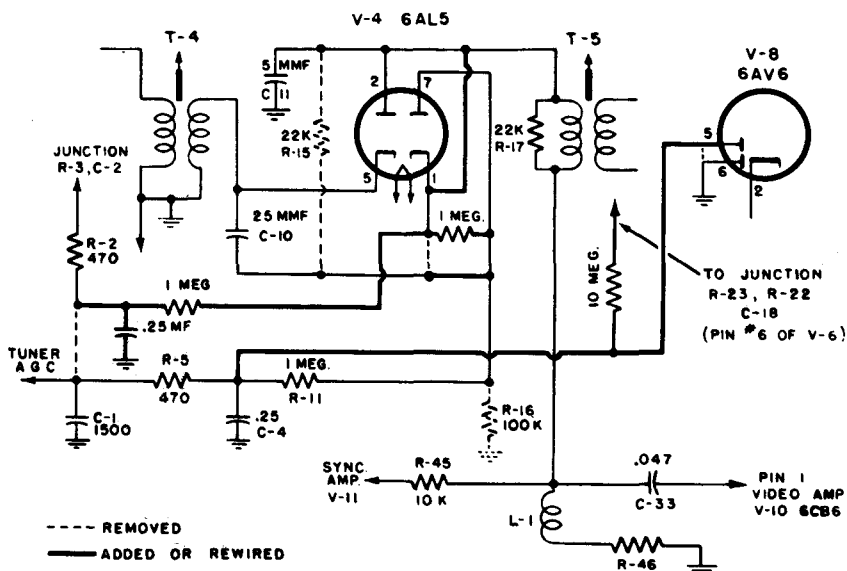 V-4 6AL5
T-4
5 MMF
C 11
2
7
T-5
V-8
6AV6
JUNCTION
R-3, C-2
22K
R-15
22K
R-17
5
6
2
5
1
1 MEG.
25 MMF
C-10
R-2
470
1 MEG
.25 MF
10 MEG.
TO JUNCTION
R-23, R-22
C-18
(PIN #6 OF V-6)
TUNER
AGC
R-5
470
1 MEG.
R-11
C-1
1500
.25
C-4
R-16
100K
SYNC.
AMP.
V-11
R-45
10K
.047
C-33
PIN 1
VIDEO AMP
V-10 6CB6
L-1
R-46
---- REMOVED
ADDED OR REWIRED